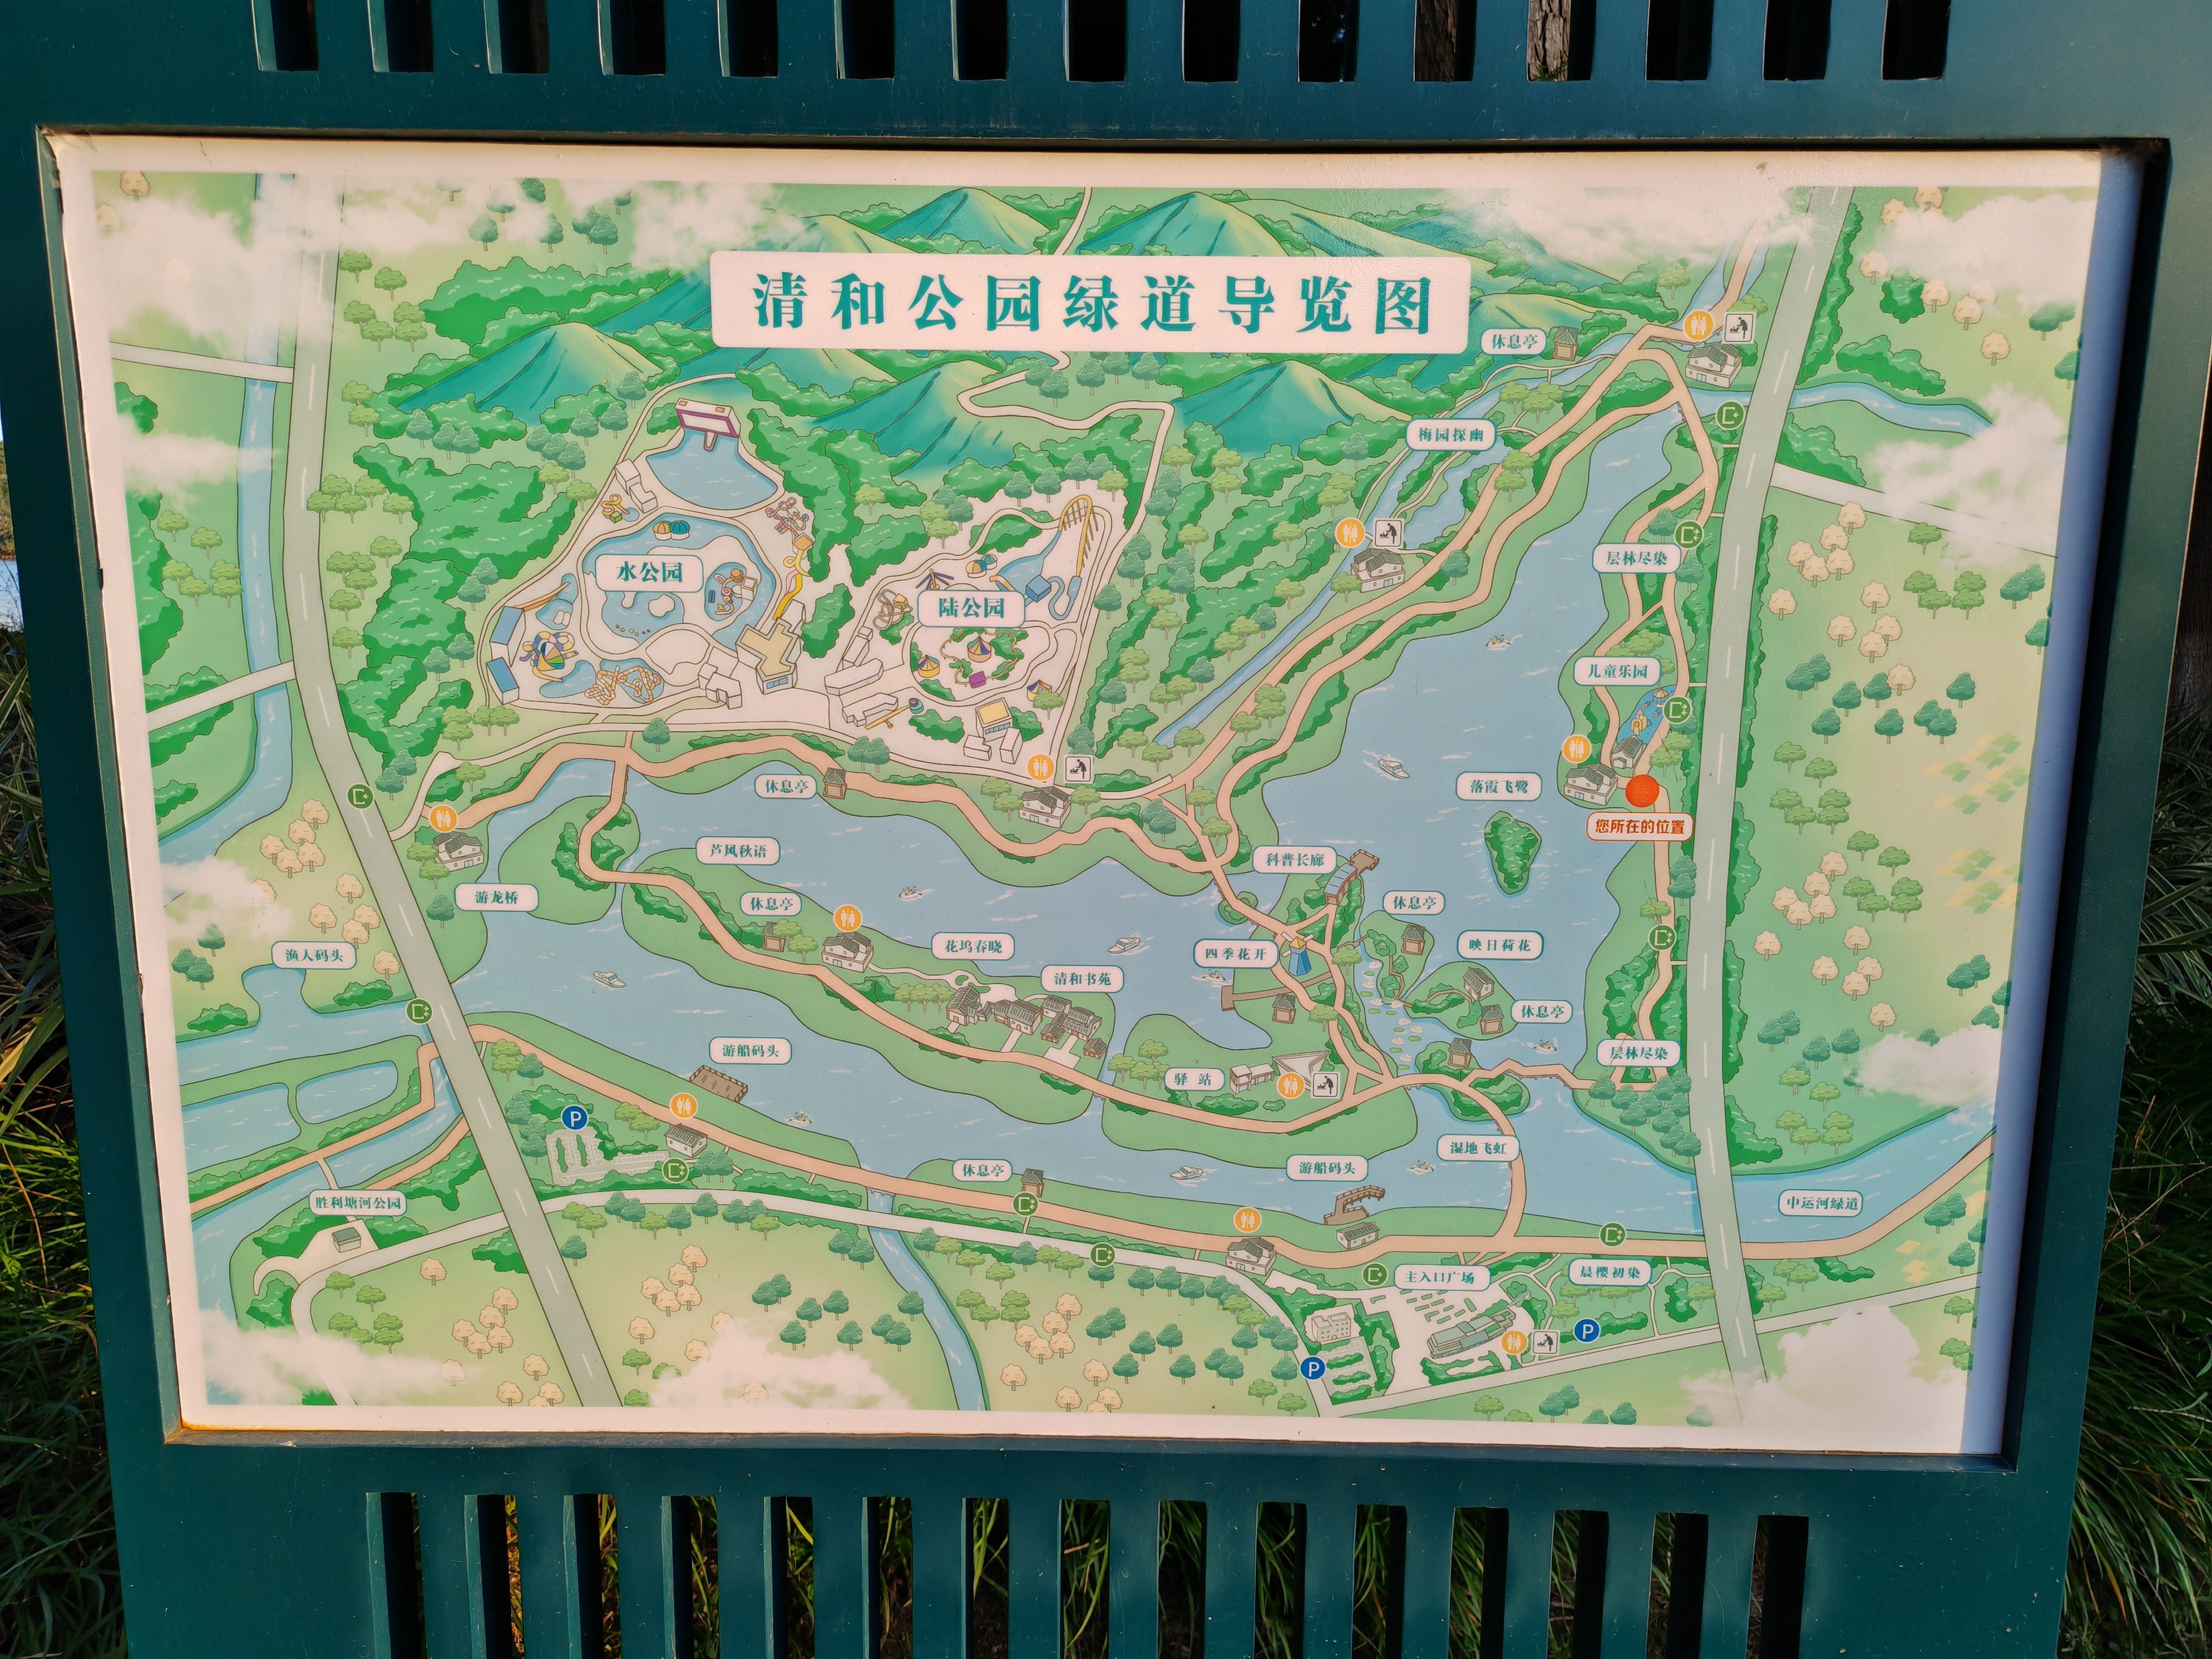 清和公园绿道导览图
休息亭
梅园探幽
层林尽染
水公园
陆公园
儿童乐园
休息亭
落霞飞鹭
您所在的位置
芦风秋语
科普长廊
游龙桥
休息亭
休息亭
渔人码头
花坞春晓
四季花开
映日荷花
清和书苑
休息亭
游船码头
驿站
层林尽染
湿地飞虹
P
休息亭
游船码头
胜利塘河公园
中运河绿道
主入口广场
晨樱初染
P
P